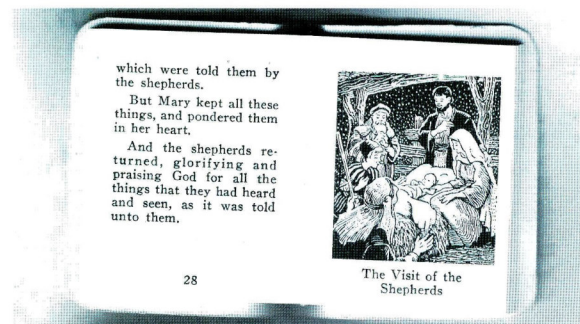 which were told them by
the shepherds.
But Mary kept all these
things, and pondered them
in her heart.
And the shepherds re-
turned, glorifying and
praising God for all the
things that they had heard
and seen, as it was told
unto them.
28
The Visit of the
Shepherds